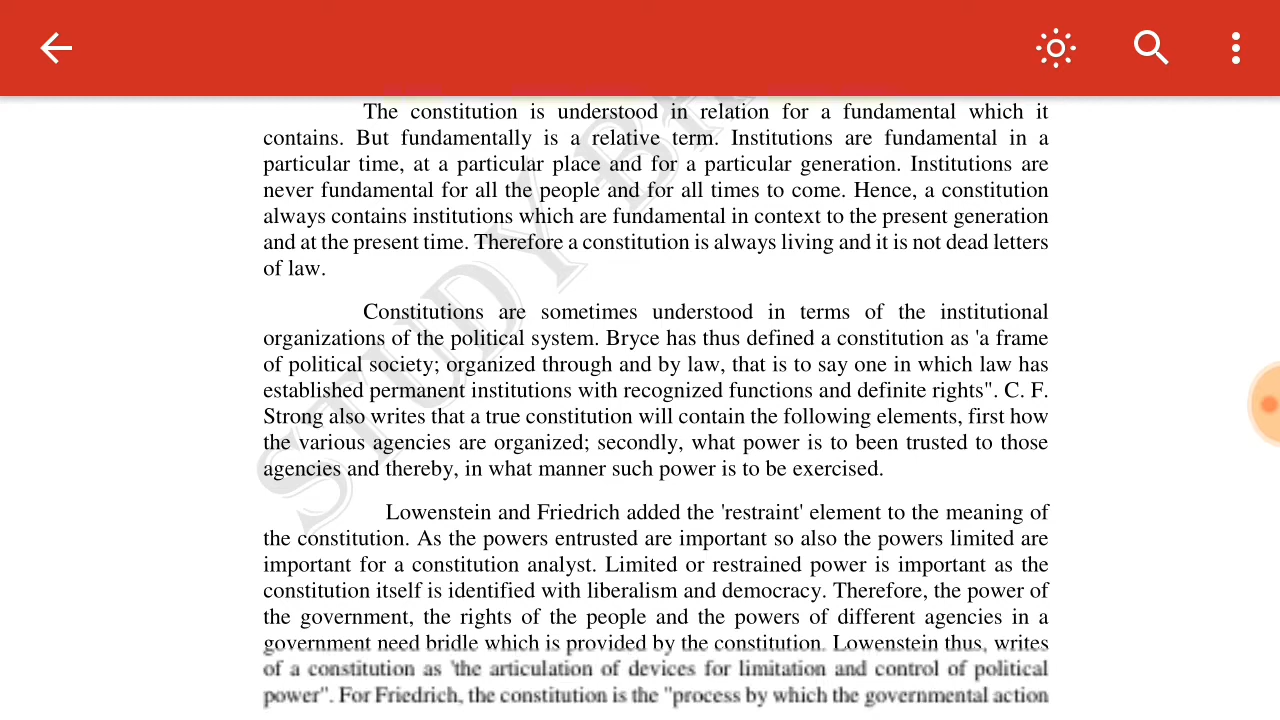 The constitution is understood in relation for a fundamental which it
contains. But fundamentally is a relative term. Institutions are fundamental in a
particular time, at a particular place and for a particular generation. Institutions are
never fundamental for all the people and for all times to come. Hence, a constitution
always contains institutions which are fundamental in context to the present generation
and at the present time. Therefore a constitution is always living and it is not dead letters
of law.
Constitutions are sometimes understood in terms of the institutional
organizations of the political system. Bryce has thus defined a constitution as 'a frame
of political society; organized through and by law, that is to say one in which law has
established permanent institutions with recognized functions and definite rights". C. F.
Strong also writes that a true constitution will contain the following elements, first how
the various agencies are organized; secondly, what power is to been trusted to those
agencies and thereby, in what manner such power is to be exercised.
Lowenstein and Friedrich added the 'restraint' element to the meaning of
the constitution. As the powers entrusted are important so also the powers limited are
important for a constitution analyst. Limited or restrained power is important as the
constitution itself is identified with liberalism and democracy. Therefore, the power of
the government, the rights of the people and the powers of different agencies in a
government need bridle which is provided by the constitution. Lowenstein thus, writes
of a constitution as 'the articulation of devices for limitation and control of political
power". For Friedrich, the constitution is the "process by which the governmental action
STUDY